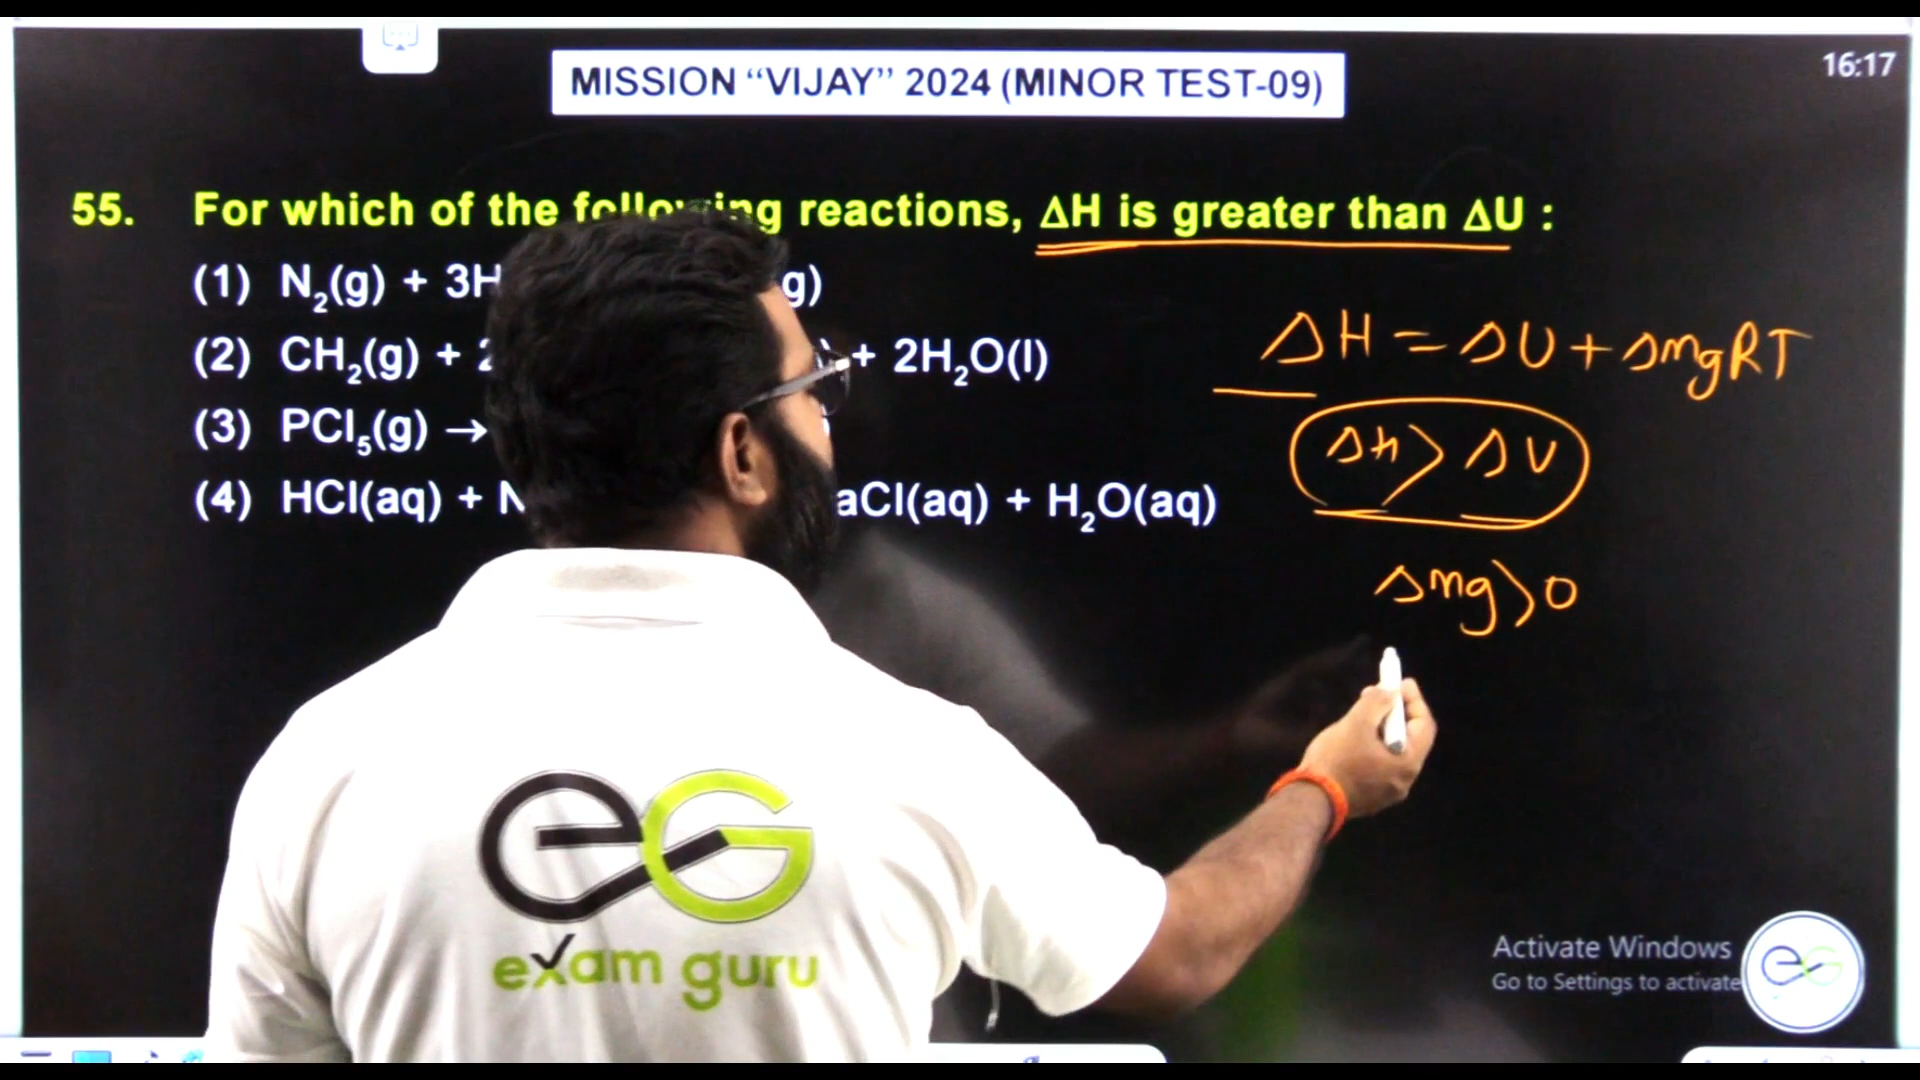 16:17
MISSION “VIJAY” 2024 (MINOR TEST-09)
55. For which of the following reactions, ΔH is greater than ΔU :
(1) N₂(g) + 3H g)
(2) CH₂(g) + 2 + 2H₂O(l)
(3) PCl₅(g) →
(4) HCl(aq) + N aCl(aq) + H₂O(aq)
ΔH = ΔU + ΔngRT
ΔH > ΔU
Δng > 0
eG
exam guru
Activate Windows
Go to Settings to activate
eG